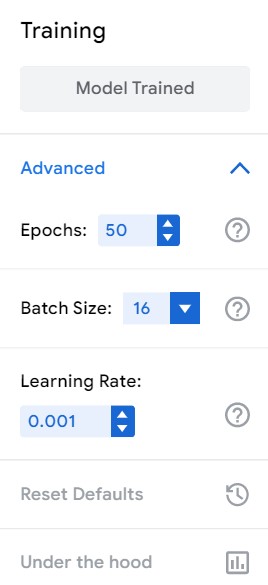 Training
Model Trained
Advanced
Epochs: 50
Batch Size: 16
Learning Rate:
0.001
Reset Defaults
Under the hood